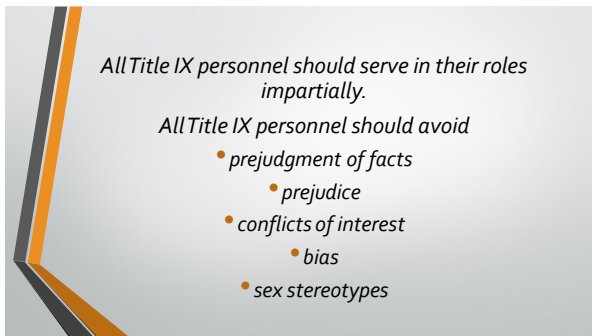 All Title IX personnel should serve in their roles
impartially.
All Title IX personnel should avoid
• prejudgment of facts
• prejudice
• conflicts of interest
• bias
• sex stereotypes